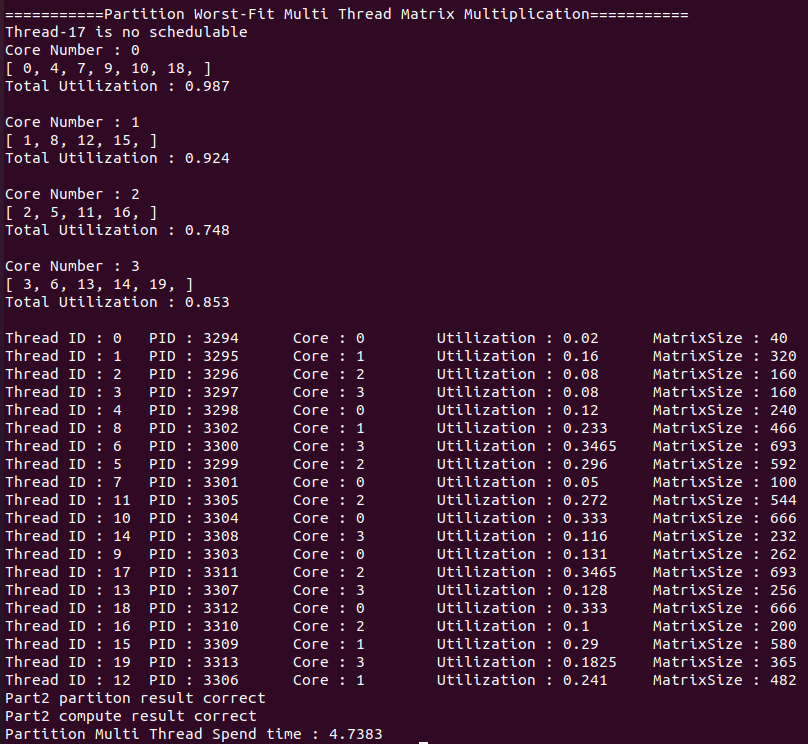 ===========Partition Worst-Fit Multi Thread Matrix Multiplication===========
Thread-17 is no schedulable
Core Number : 0
[ 0, 4, 7, 9, 10, 18, ]
Total Utilization : 0.987

Core Number : 1
[ 1, 8, 12, 15, ]
Total Utilization : 0.924

Core Number : 2
[ 2, 5, 11, 16, ]
Total Utilization : 0.748

Core Number : 3
[ 3, 6, 13, 14, 19, ]
Total Utilization : 0.853

Thread ID : 0   PID : 3294      Core : 0        Utilization : 0.02      MatrixSize : 40
Thread ID : 1   PID : 3295      Core : 1        Utilization : 0.16      MatrixSize : 320
Thread ID : 2   PID : 3296      Core : 2        Utilization : 0.08      MatrixSize : 160
Thread ID : 3   PID : 3297      Core : 3        Utilization : 0.08      MatrixSize : 160
Thread ID : 4   PID : 3298      Core : 0        Utilization : 0.12      MatrixSize : 240
Thread ID : 8   PID : 3302      Core : 1        Utilization : 0.233     MatrixSize : 466
Thread ID : 6   PID : 3300      Core : 3        Utilization : 0.3465    MatrixSize : 693
Thread ID : 5   PID : 3299      Core : 2        Utilization : 0.296     MatrixSize : 592
Thread ID : 7   PID : 3301      Core : 0        Utilization : 0.05      MatrixSize : 100
Thread ID : 11  PID : 3305      Core : 2        Utilization : 0.272     MatrixSize : 544
Thread ID : 10  PID : 3304      Core : 0        Utilization : 0.333     MatrixSize : 666
Thread ID : 14  PID : 3308      Core : 3        Utilization : 0.116     MatrixSize : 232
Thread ID : 9   PID : 3303      Core : 0        Utilization : 0.131     MatrixSize : 262
Thread ID : 17  PID : 3311      Core : 2        Utilization : 0.3465    MatrixSize : 693
Thread ID : 13  PID : 3307      Core : 3        Utilization : 0.128     MatrixSize : 256
Thread ID : 18  PID : 3312      Core : 0        Utilization : 0.333     MatrixSize : 666
Thread ID : 16  PID : 3310      Core : 2        Utilization : 0.1       MatrixSize : 200
Thread ID : 15  PID : 3309      Core : 1        Utilization : 0.29      MatrixSize : 580
Thread ID : 19  PID : 3313      Core : 3        Utilization : 0.1825    MatrixSize : 365
Thread ID : 12  PID : 3306      Core : 1        Utilization : 0.241     MatrixSize : 482
Part2 partiton result correct
Part2 compute result correct
Partition Multi Thread Spend time : 4.7383